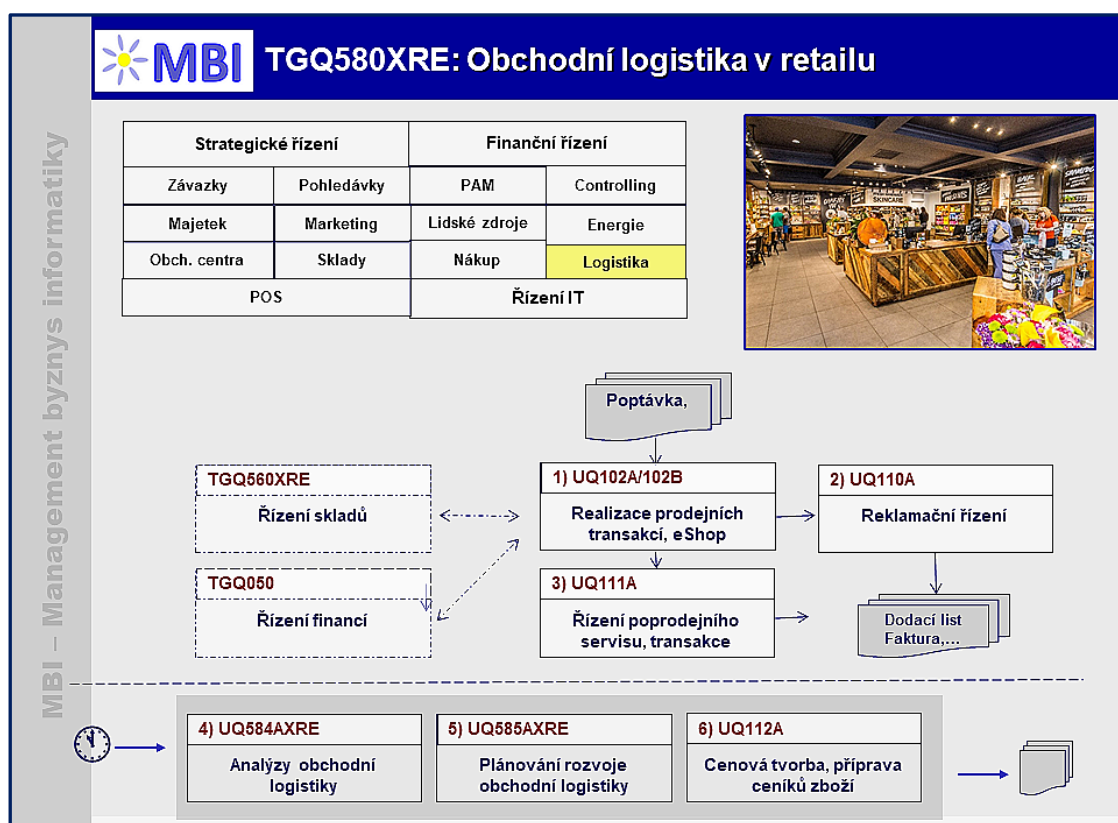 MBI
TGQ580XRE: Obchodní logistika v retailu
MBI – Management byznys informatiky
Strategické řízení
Finanční řízení
Závazky
Pohledávky
PAM
Controlling
Majetek
Marketing
Lidské zdroje
Energie
Obch. centra
Sklady
Nákup
Logistika
POS
Řízení IT
SKINCARE
Poptávka,
TGQ560XRE
Řízení skladů
1) UQ102A/102B
Realizace prodejních
transakcí, eShop
2) UQ110A
Reklamační řízení
TGQ050
Řízení financí
3) UQ111A
Řízení poprodejního
servisu, transakce
Dodací list
Faktura,...
4) UQ584AXRE
Analýzy obchodní
logistiky
5) UQ585AXRE
Plánování rozvoje
obchodní logistiky
6) UQ112A
Cenová tvorba, příprava
ceníků zboží